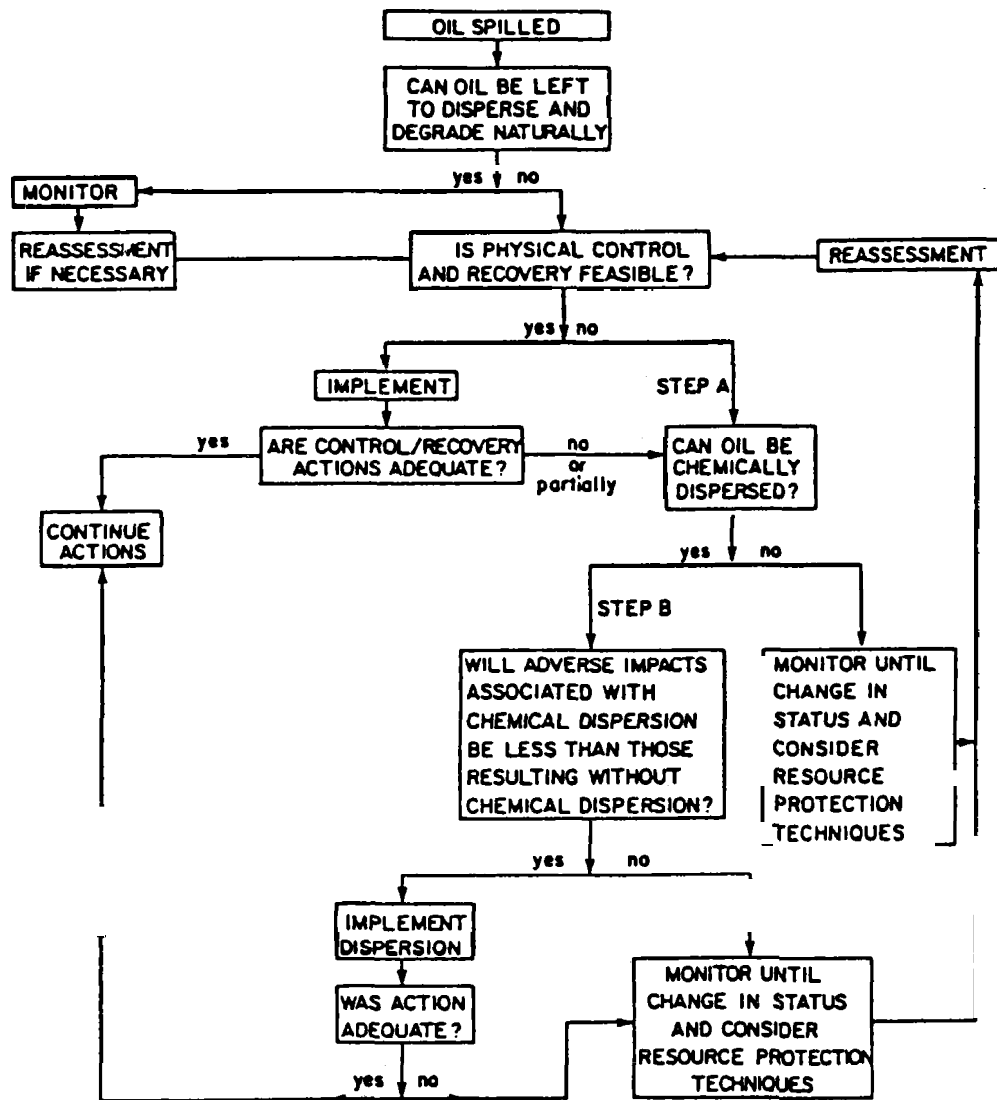 OIL SPILLED
CAN OIL BE LEFT
TO DISPERSE AND
DEGRADE NATURALLY
yes no
MONITOR
REASSESSMENT
IF NECESSARY
IS PHYSICAL CONTROL
AND RECOVERY FEASIBLE?
REASSESSMENT
yes no
IMPLEMENT
STEP A
yes
ARE CONTROL/RECOVERY
ACTIONS ADEQUATE?
no
or
partially
CAN OIL BE
CHEMICALLY
DISPERSED?
CONTINUE
ACTIONS
yes no
STEP B
WILL ADVERSE IMPACTS
ASSOCIATED WITH
CHEMICAL DISPERSION
BE LESS THAN THOSE
RESULTING WITHOUT
CHEMICAL DISPERSION?
MONITOR UNTIL
CHANGE IN
STATUS AND
CONSIDER
RESOURCE
PROTECTION
TECHNIQUES
yes no
IMPLEMENT
DISPERSION
WAS ACTION
ADEQUATE?
MONITOR UNTIL
CHANGE IN STATUS
AND CONSIDER
RESOURCE PROTECTION
TECHNIQUES
yes no